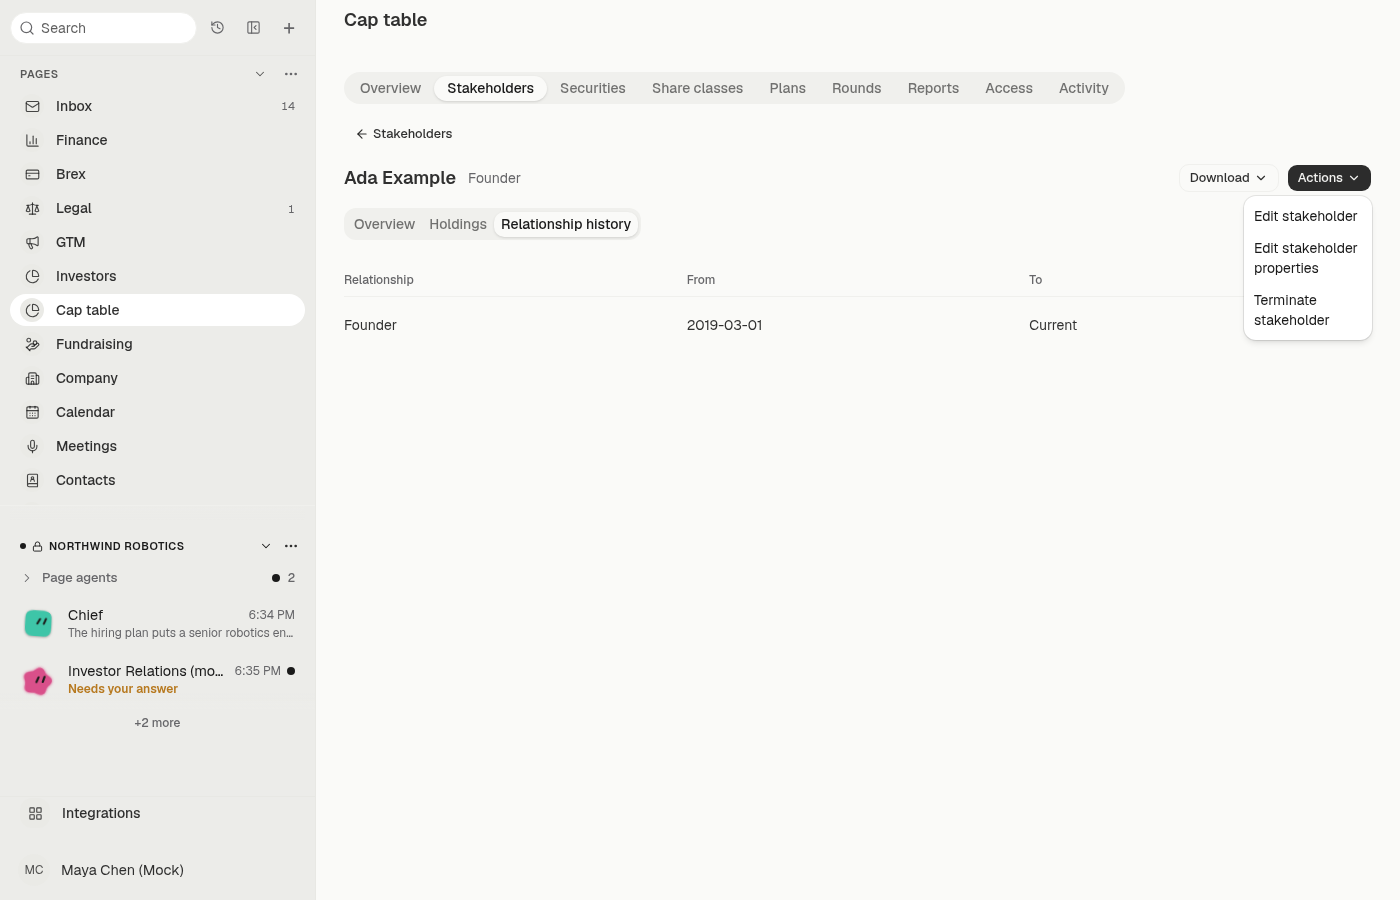 Search
PAGES
Inbox 14
Finance
Brex
Legal 1
GTM
Investors
Cap table
Fundraising
Company
Calendar
Meetings
Contacts
NORTHWIND ROBOTICS
Page agents 2
Chief 6:34 PM
The hiring plan puts a senior robotics en...
Investor Relations (mo... 6:35 PM
Needs your answer
+2 more
Integrations
MC Maya Chen (Mock)
Cap table
Overview Stakeholders Securities Share classes Plans Rounds Reports Access Activity
Stakeholders
Ada Example Founder
Download Actions
Overview Holdings Relationship history
Edit stakeholder
Edit stakeholder
properties
Terminate
stakeholder
Relationship From To
Founder 2019-03-01 Current